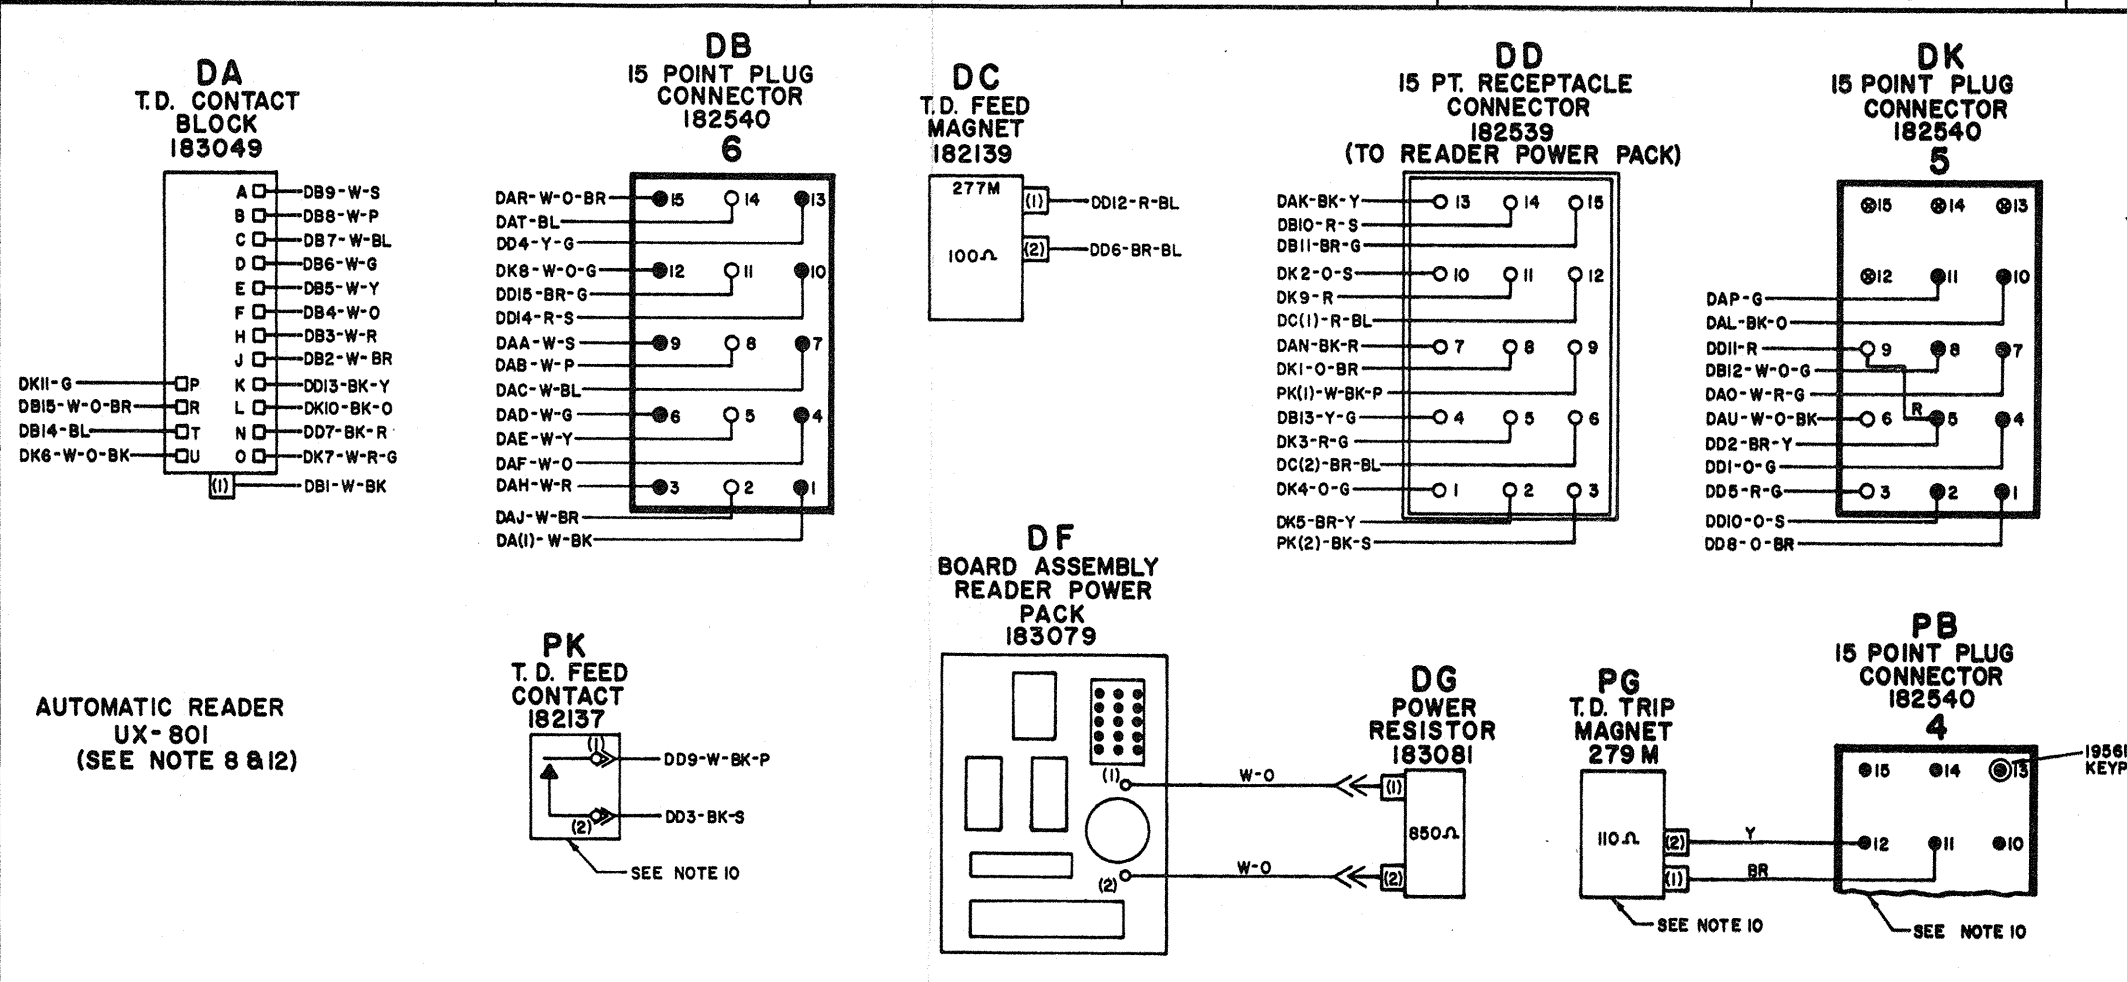 DA
T.D. CONTACT
BLOCK
183049
A DB9-W-S
B DB8-W-P
C DB7-W-BL
D DB6-W-G
E DB5-W-Y
F DB4-W-O
H DB3-W-R
J DB2-W-BR
DK11-G P K DD13-BK-Y
DB15-W-O-BR R L DK10-BK-O
DB14-BL T N DD7-BK-R
DK6-W-O-BK U O DK7-W-R-G
(1) DB1-W-BK
DB
15 POINT PLUG
CONNECTOR
182540
6
DAR-W-O-BR 15 14 13
DAT-BL
DD4-Y-G
DK8-W-O-G 12 11 10
DD15-BR-G
DD14-R-S
DAA-W-S 9 8 7
DAB-W-P
DAC-W-BL
DAD-W-G 6 5 4
DAE-W-Y
DAF-W-O
DAH-W-R 3 2 1
DAJ-W-BR
DA(1)-W-BK
DC
T.D. FEED
MAGNET
182139
277M
(1) DD12-R-BL
100Ω (2) DD6-BR-BL
DD
15 PT. RECEPTACLE
CONNECTOR
182539
(TO READER POWER PACK)
DAK-BK-Y 13 14 15
DB10-R-S
DB11-BR-G
DK2-O-S 10 11 12
DK9-R
DC(1)-R-BL
DAN-BK-R 7 8 9
DK1-O-BR
PK(1)-W-BK-P
DB13-Y-G 4 5 6
DK3-R-G
DC(2)-BR-BL
DK4-O-G 1 2 3
DK5-BR-Y
PK(2)-BK-S
DK
15 POINT PLUG
CONNECTOR
182540
5
15 14 13
12 11 10
DAP-G
DAL-BK-O
DD11-R 9 8 7
DB12-W-O-G
DAO-W-R-G
DAU-W-O-BK 6 R 5 4
DD2-BR-Y
DD1-O-G
DD5-R-G 3 2 1
DD10-O-S
DD8-O-BR
AUTOMATIC READER
UX-801
(SEE NOTE 8 & 12)
PK
T.D. FEED
CONTACT
182137
(1) DD9-W-BK-P
(2) DD3-BK-S
SEE NOTE 10
DF
BOARD ASSEMBLY
READER POWER
PACK
183079
(1) W-O
(2) W-O
DG
POWER
RESISTOR
183081
(1)
850Ω
(2)
PG
T.D. TRIP
MAGNET
279M
110Ω (2) Y
(1) BR
SEE NOTE 10
PB
15 POINT PLUG
CONNECTOR
182540
4
15 14 13
12 11 10
KEYP
SEE NOTE 10